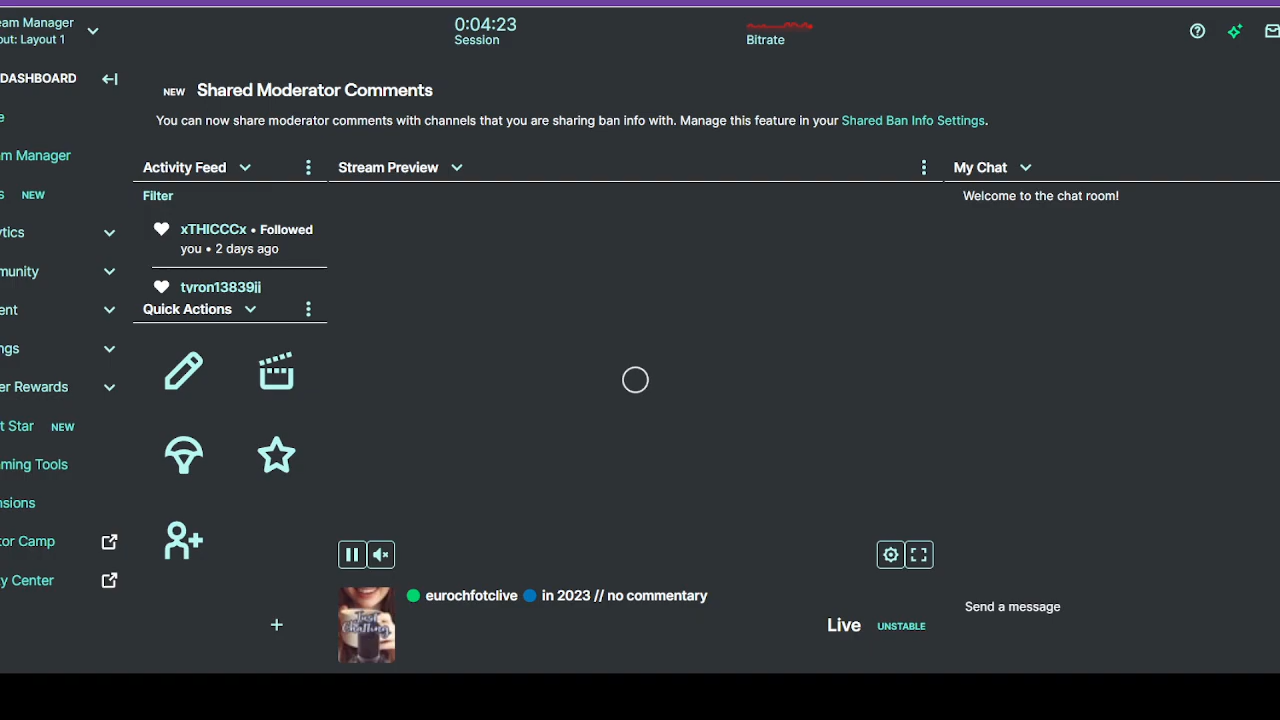 eam Manager
out: Layout 1
0:04:23
Session
Bitrate
DASHBOARD
e
am Manager
s NEW
ytics
munity
ent
ngs
er Rewards
t Star NEW
ming Tools
nsions
tor Camp
y Center
NEW Shared Moderator Comments
You can now share moderator comments with channels that you are sharing ban info with. Manage this feature in your Shared Ban Info Settings.
Activity Feed
Filter
xTHICCCx • Followed
you • 2 days ago
tyron13839jj
Quick Actions
Stream Preview
Just
Chatting
eurochfotclive in 2023 // no commentary
Live UNSTABLE
My Chat
Welcome to the chat room!
Send a message